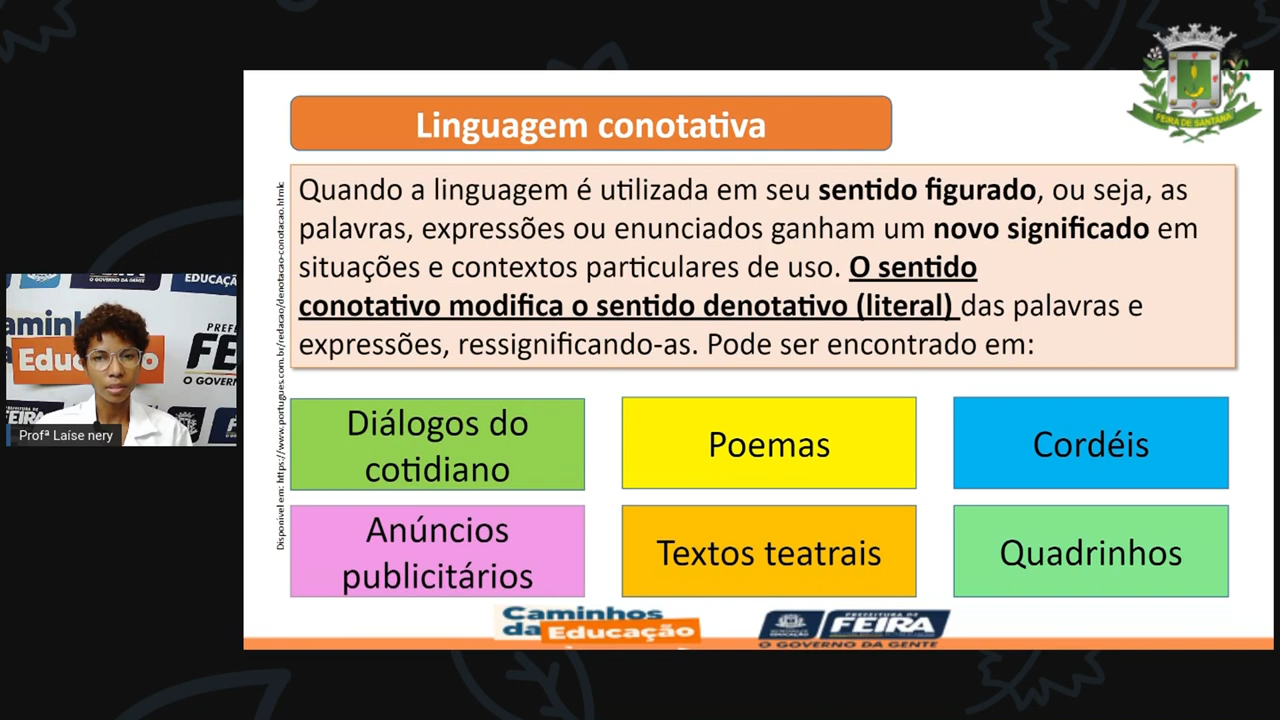 FEIRA DE SANTANA
Linguagem conotativa
Quando a linguagem é utilizada em seu sentido figurado, ou seja, as
palavras, expressões ou enunciados ganham um novo significado em
situações e contextos particulares de uso. O sentido
conotativo modifica o sentido denotativo (literal) das palavras e
expressões, ressignificando-as. Pode ser encontrado em:
Disponível em: https://www.portugues.com.br/redacao/denotacao-conotacao.html
Diálogos do
cotidiano
Poemas
Cordéis
Anúncios
publicitários
Textos teatrais
Quadrinhos
Caminhos
da Educação
PREFEITURA DE
FEIRA
O GOVERNO DA GENTE
EDUCAÇÃO
Educação
O GOVERN
Profª Laíse nery